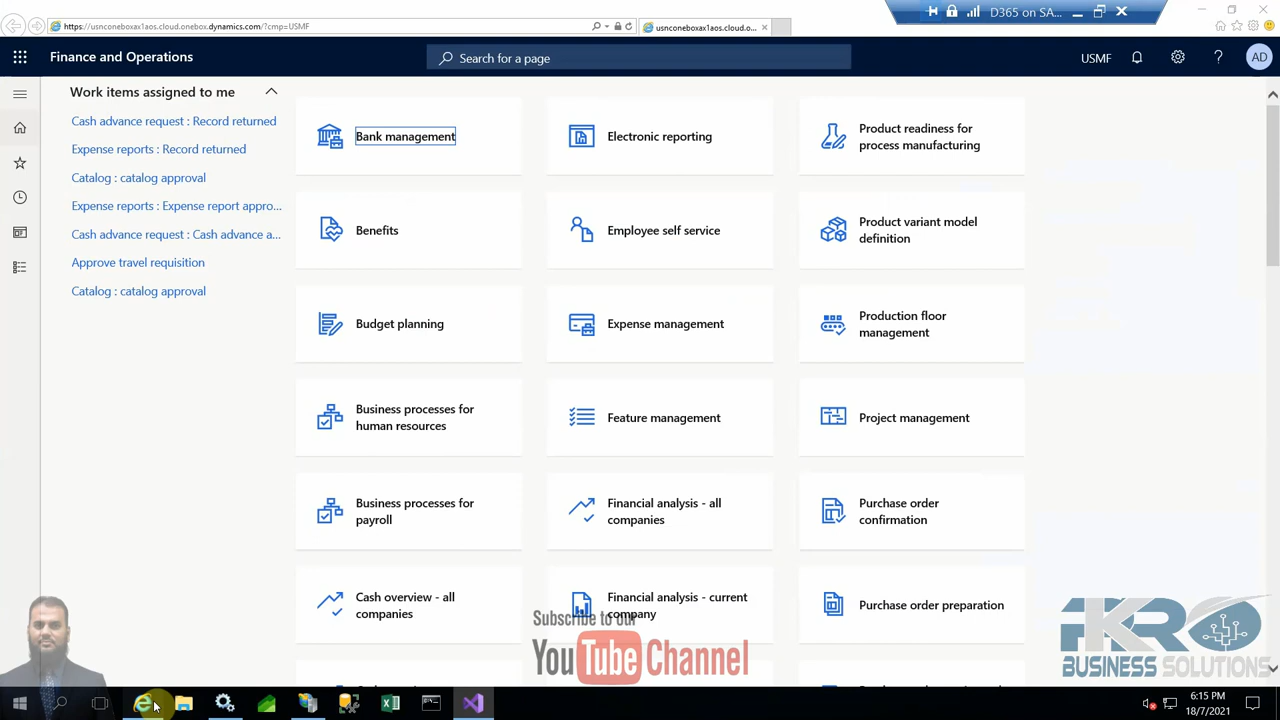 https://usnconeboxax1aos.cloud.onebox.dynamics.com/?cmp=USMF
usnconeboxax1aos.cloud.o...
D365 on SA...
Finance and Operations
Search for a page
USMF
?
AD
Work items assigned to me
Cash advance request : Record returned
Expense reports : Record returned
Catalog : catalog approval
Expense reports : Expense report appro...
Cash advance request : Cash advance a...
Approve travel requisition
Catalog : catalog approval
Bank management
Electronic reporting
Product readiness for
process manufacturing
Benefits
Employee self service
Product variant model
definition
Budget planning
Expense management
Production floor
management
Business processes for
human resources
Feature management
Project management
Business processes for
payroll
Financial analysis - all
companies
Purchase order
confirmation
Cash overview - all
companies
Financial analysis - current
company
Purchase order preparation
Subscribe to our
YouTube Channel
KRO
BUSINESS SOLUTIONS
6:15 PM
18/7/2021